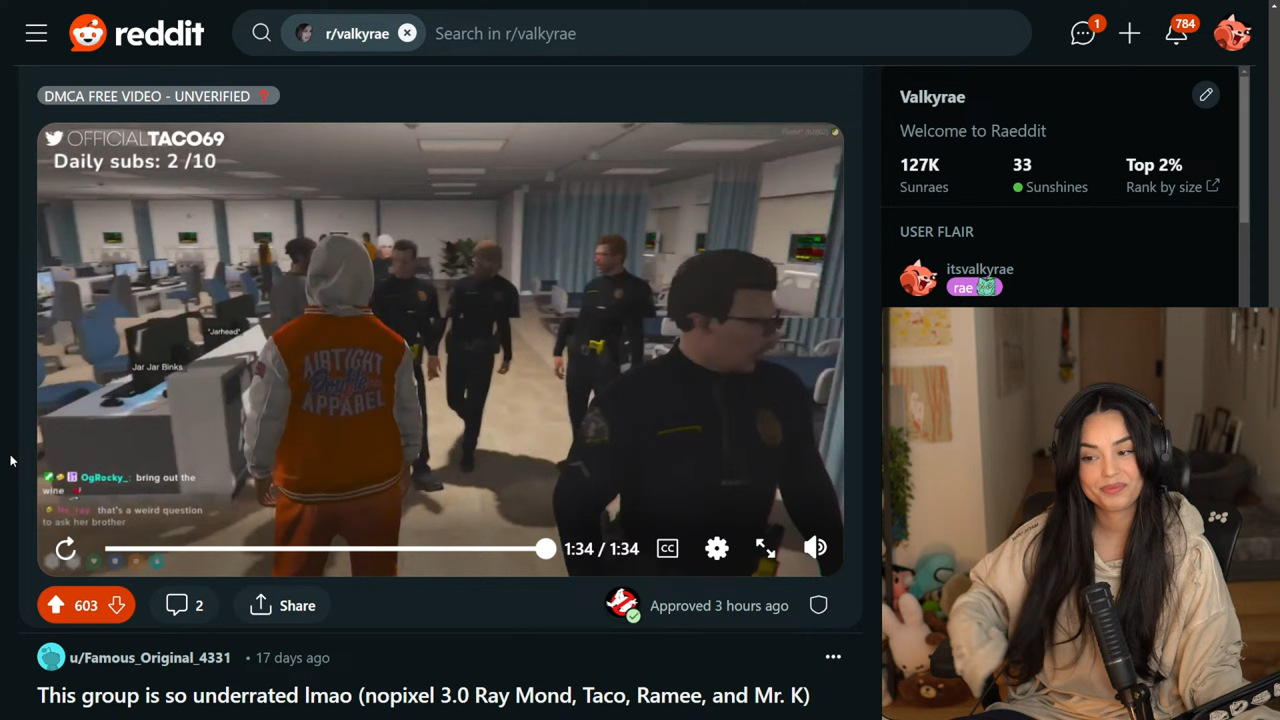 reddit
r/valkyrae
Search in r/valkyrae
1
784
DMCA FREE VIDEO - UNVERIFIED ❓
OFFICIALTACO69
Daily subs: 2 /10
"Jarhead"
Jar Jar Binks
AIRTIGHT
APPAREL
OgRocky_: bring out the
wine
that's a weird question
to ask her brother
1:34 / 1:34
CC
603
2
Share
Approved 3 hours ago
u/Famous_Original_4331 • 17 days ago
This group is so underrated lmao (nopixel 3.0 Ray Mond, Taco, Ramee, and Mr. K)
Valkyrae
Welcome to Raeddit
127K
33
Top 2%
Sunraes
Sunshines
Rank by size
USER FLAIR
itsvalkyrae
rae